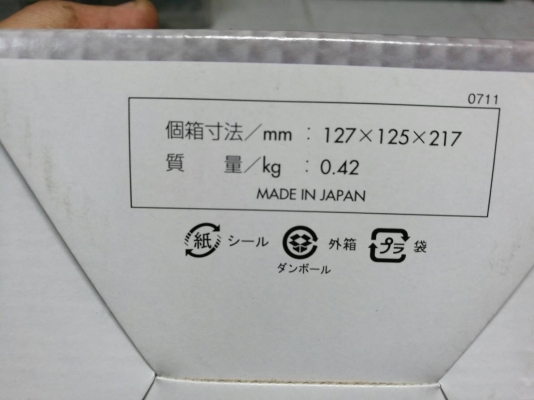 0711
個箱寸法／mm : 127×125×217
質　　量／kg : 0.42
MADE IN JAPAN
紙 シール ダンボール 外箱 プラ 袋